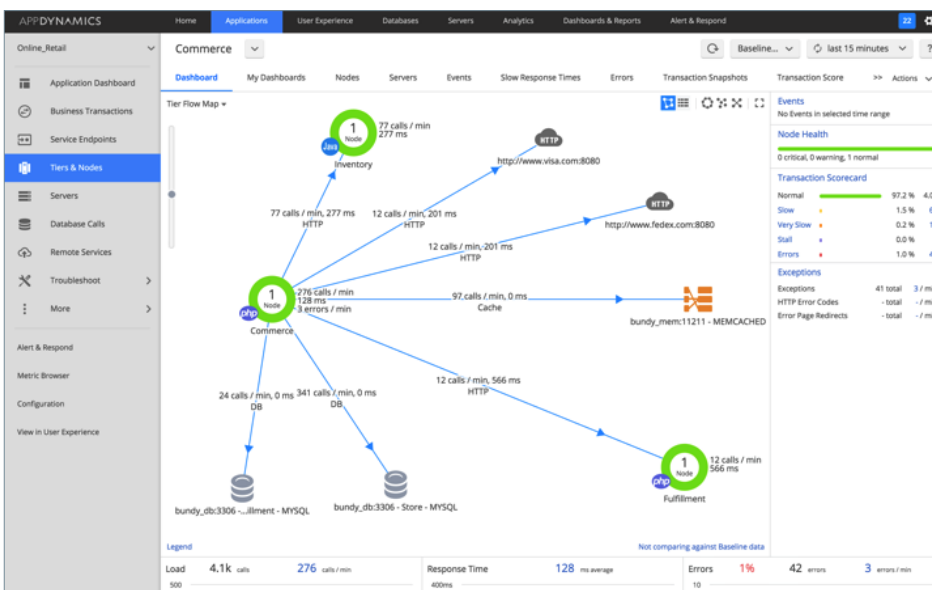 APPDYNAMICS
Home Applications User Experience Databases Servers Analytics Dashboards & Reports Alert & Respond 22
Online_Retail
Application Dashboard
Business Transactions
Service Endpoints
Tiers & Nodes
Servers
Database Calls
Remote Services
Troubleshoot
More
Alert & Respond
Metric Browser
Configuration
View in User Experience
Commerce
Baseline... last 15 minutes ?
Dashboard My Dashboards Nodes Servers Events Slow Response Times Errors Transaction Snapshots Transaction Score >> Actions
Tier Flow Map
1
Node
Java
Inventory
77 calls / min
277 ms
HTTP
http://www.visa.com:8080
HTTP
http://www.fedex.com:8080
77 calls / min, 277 ms
HTTP
12 calls / min, 201 ms
HTTP
12 calls / min, 201 ms
HTTP
1
Node
php
Commerce
276 calls / min
128 ms
3 errors / min
97 calls / min, 0 ms
Cache
bundy_mem:11211 - MEMCACHED
12 calls / min, 566 ms
HTTP
24 calls / min, 0 ms
DB
341 calls / min, 0 ms
DB
bundy_db:3306 -...illment - MYSQL
bundy_db:3306 - Store - MYSQL
1
Node
php
Fulfillment
12 calls / min
566 ms
Legend
Not comparing against Baseline data
Events
No Events in selected time range
Node Health
0 critical, 0 warning, 1 normal
Transaction Scorecard
Normal 97.2 % 4.0
Slow 1.5 % 6
Very Slow 0.2 % 1
Stall 0.0 %
Errors 1.0 % 4
Exceptions
Exceptions 41 total 3 / m
HTTP Error Codes - total - / m
Error Page Redirects - total - / m
Load 4.1k calls 276 calls / min
500
Response Time 128 ms average
400ms
Errors 1% 42 errors 3 errors / min
10